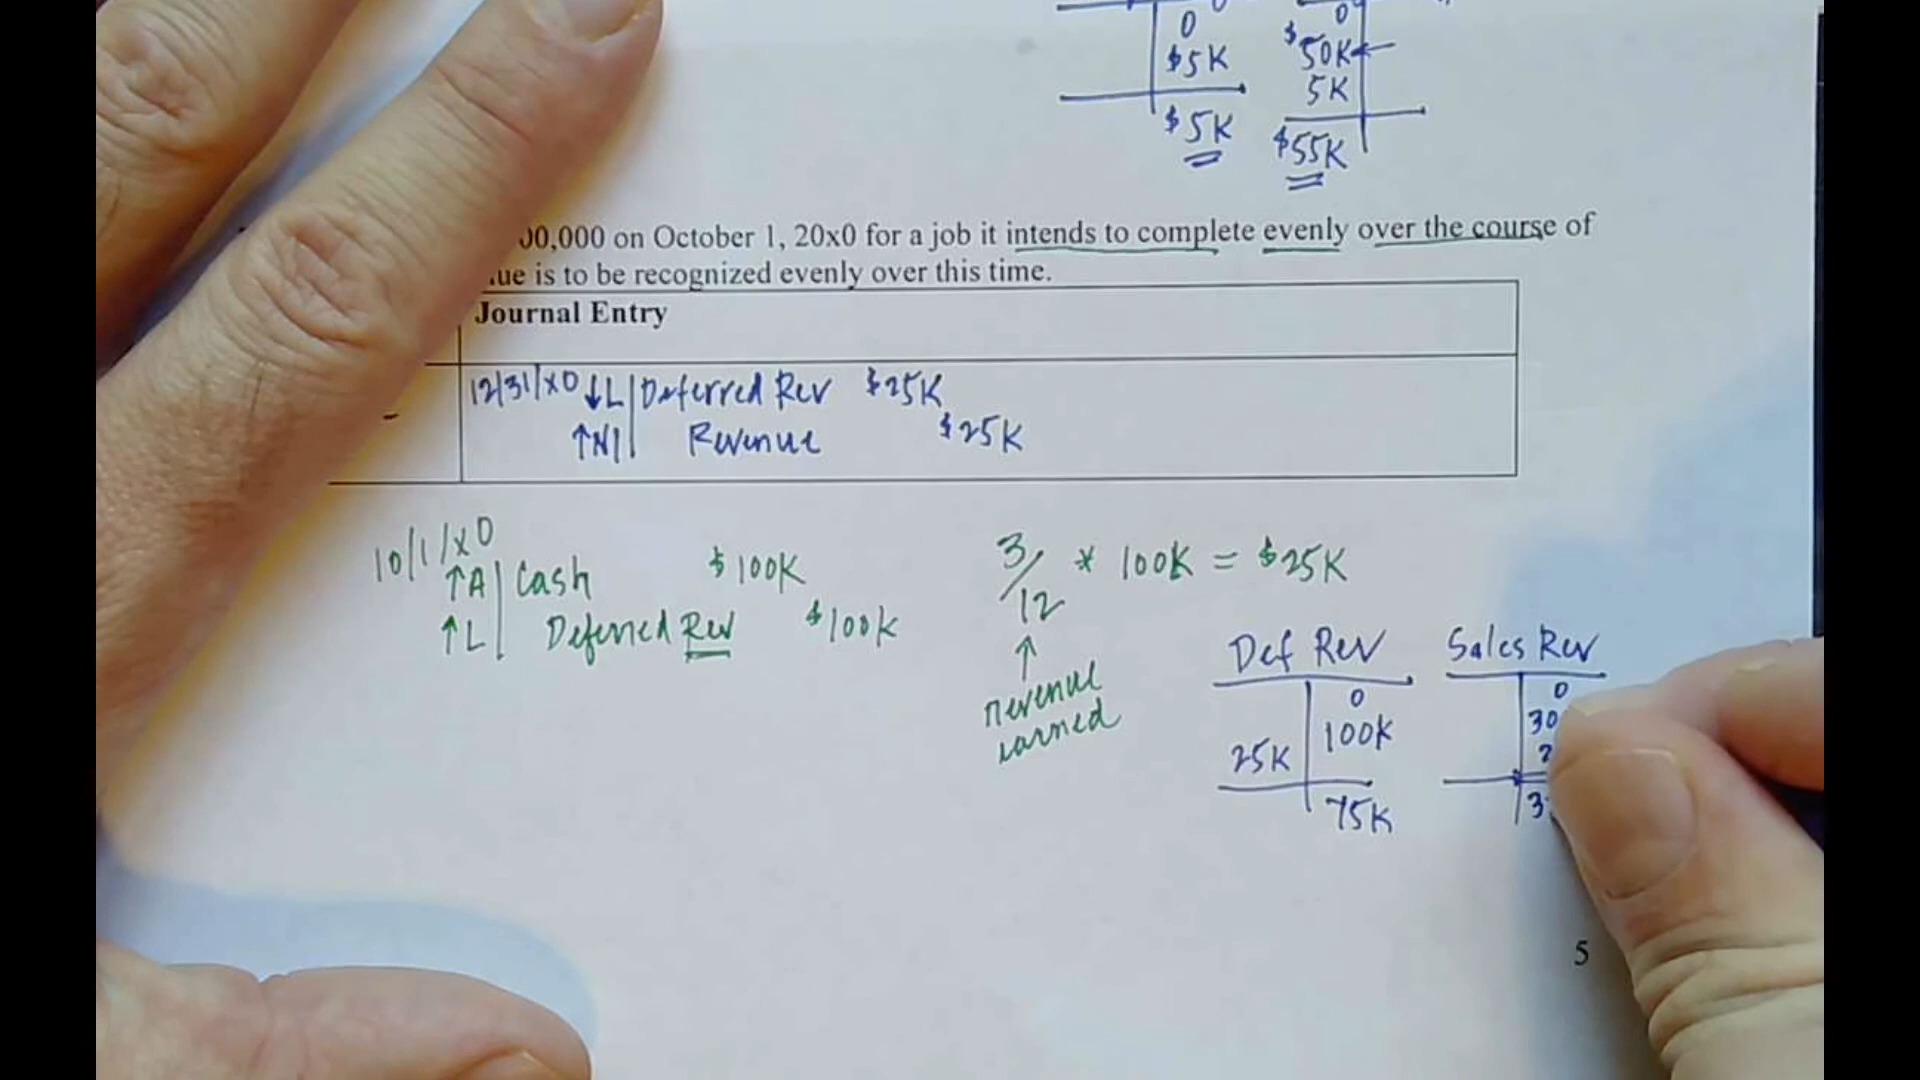 0
$5K
$5K
0
$50K
5K
$55K
00,000 on October 1, 20x0 for a job it intends to complete evenly over the course of
ue is to be recognized evenly over this time.
Journal Entry
12/31/x0 ↓L Deferred Rev $25K
↑NI Revenue $25K
10/1/x0
↑A Cash $100K
↑L Deferred Rev $100K
3/12 * 100K = $25K
↑
revenue
earned
Def Rev
0
100K
25K
75K
Sales Rev
0
30
2
3
5